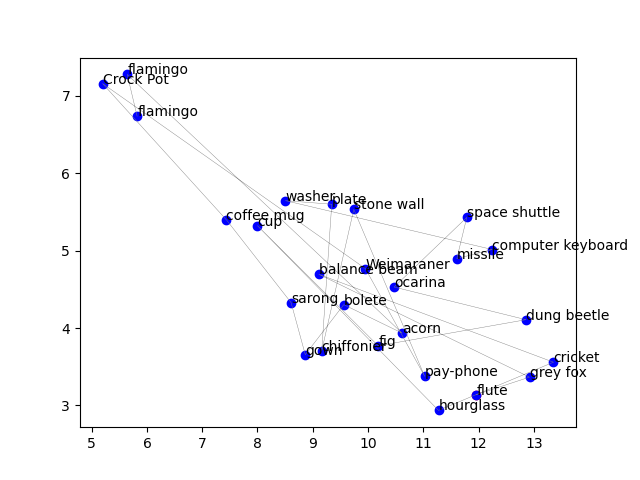 flamingo
Crock Pot
flamingo
7
washer
plate
stone wall
space shuttle
coffee mug
cup
6
computer keyboard
missile
5
Weimaraner
balance beam
ocarina
sarong
bolete
dung beetle
4
acorn
fig
chiffonier
gown
cricket
pay-phone
grey fox
flute
hourglass
3
5 6 7 8 9 10 11 12 13